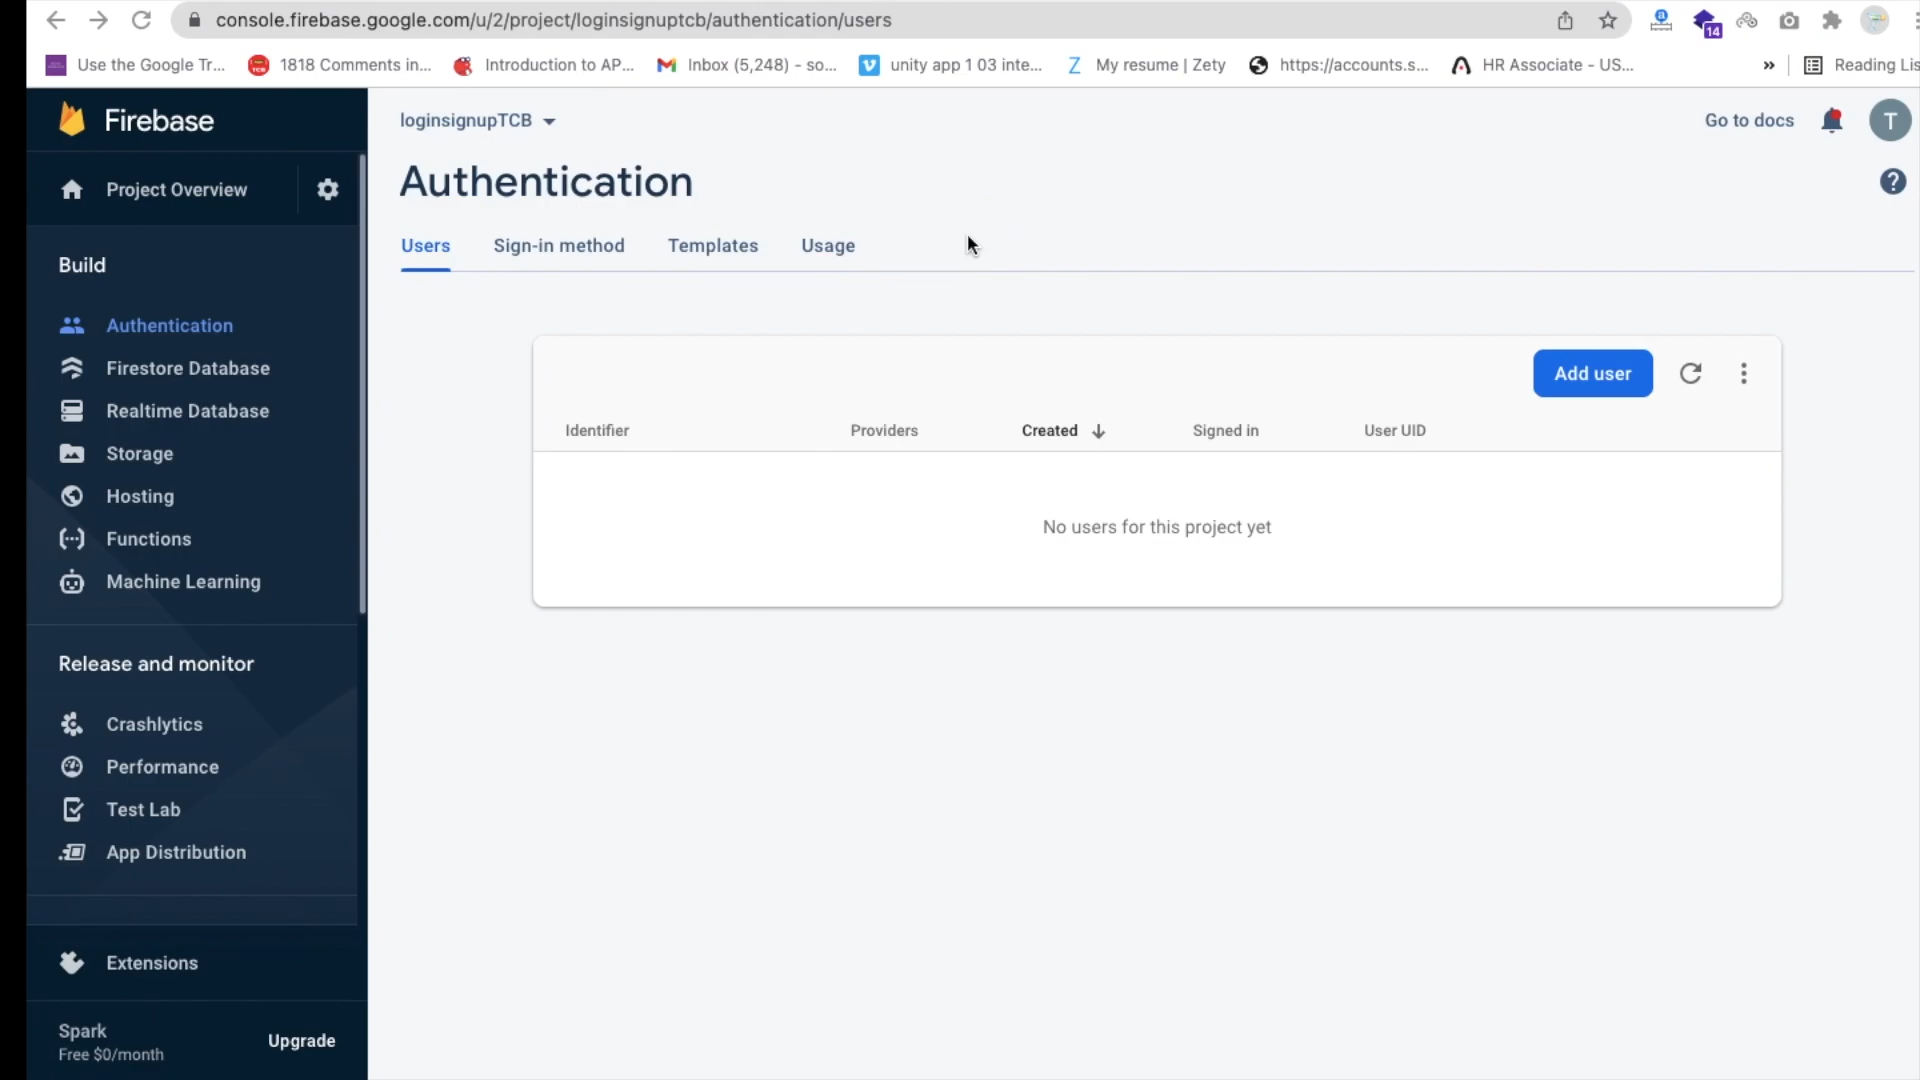 console.firebase.google.com/u/2/project/loginsignuptcb/authentication/users
14
Use the Google Tr...
1818 Comments in...
Introduction to AP...
Inbox (5,248) - so...
unity app 1 03 inte...
My resume | Zety
https://accounts.s...
HR Associate - US...
»
Reading Lis
Firebase
loginsignupTCB
Go to docs
T
Project Overview
Authentication
?
Users
Sign-in method
Templates
Usage
Build
Authentication
Firestore Database
Realtime Database
Storage
Hosting
Functions
Machine Learning
Add user
Identifier
Providers
Created
Signed in
User UID
No users for this project yet
Release and monitor
Crashlytics
Performance
Test Lab
App Distribution
Extensions
Spark
Free $0/month
Upgrade